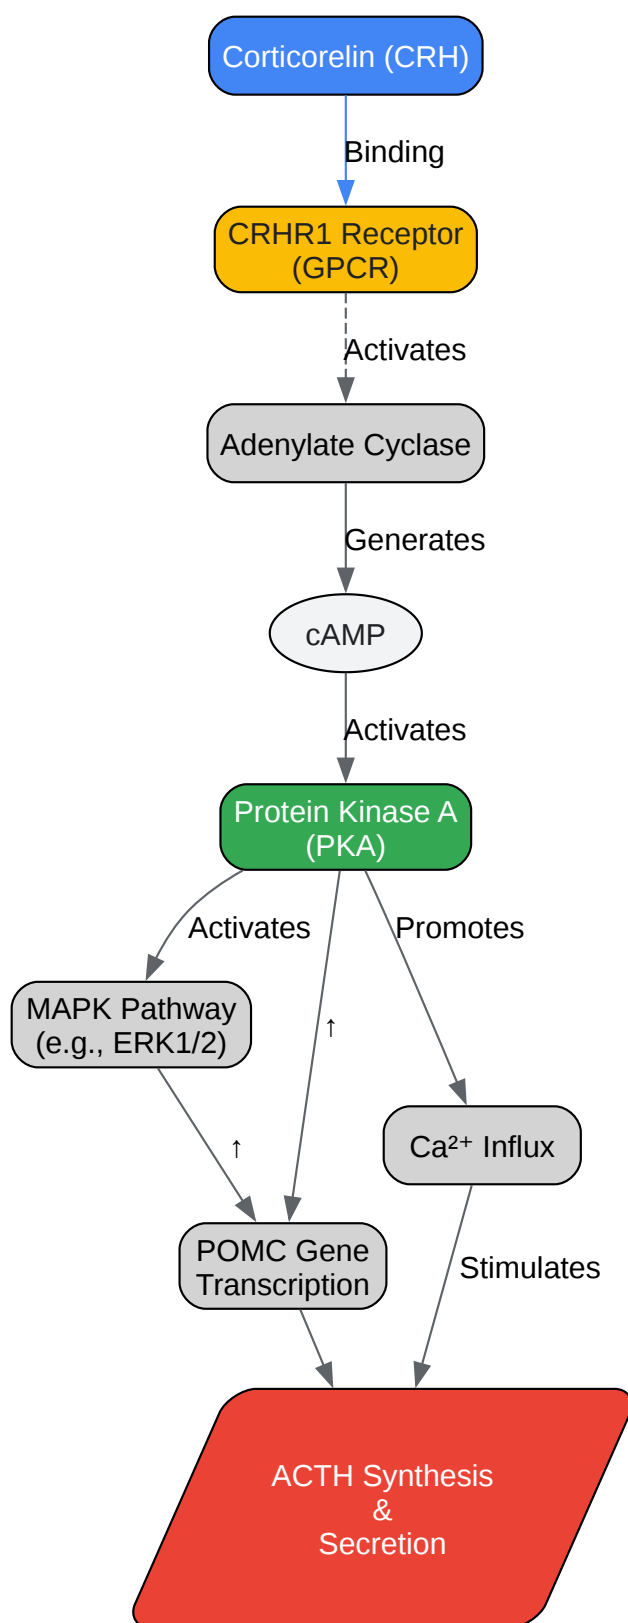 Corticorelin (CRH)
Binding
CRHR1 Receptor
(GPCR)
Activates
Adenylate Cyclase
Generates
cAMP
Activates
Protein Kinase A
(PKA)
Activates
Promotes
MAPK Pathway
(e.g., ERK1/2)
↑
Ca²⁺ Influx
↑
POMC Gene
Transcription
Stimulates
ACTH Synthesis
&
Secretion